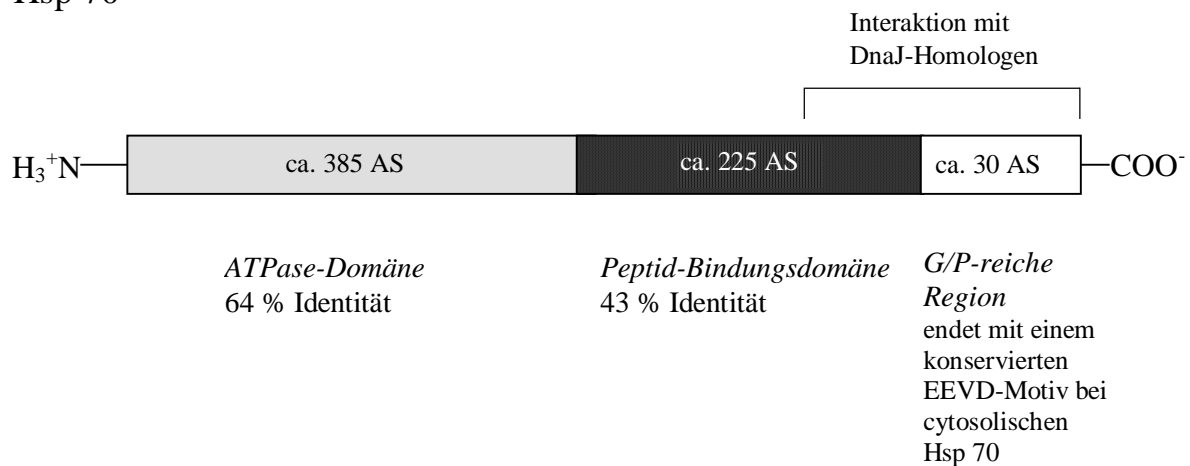 Hsp 70
Interaktion mit
DnaJ-Homologen
H₃⁺N
ca. 385 AS
ca. 225 AS
ca. 30 AS
COO⁻
ATPase-Domäne
64 % Identität
Peptid-Bindungsdomäne
43 % Identität
G/P-reiche
Region
endet mit einem
konservierten
EEVD-Motiv bei
cytosolischen
Hsp 70